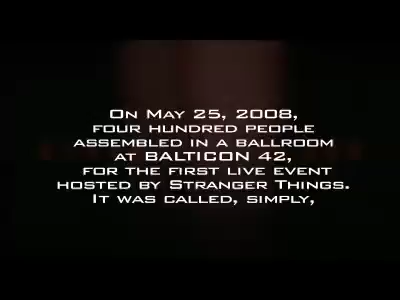 On May 25, 2008,
four hundred people
assembled in a ballroom
at BALTICON 42,
for the first live event
hosted by Stranger Things.
It was called, simply,